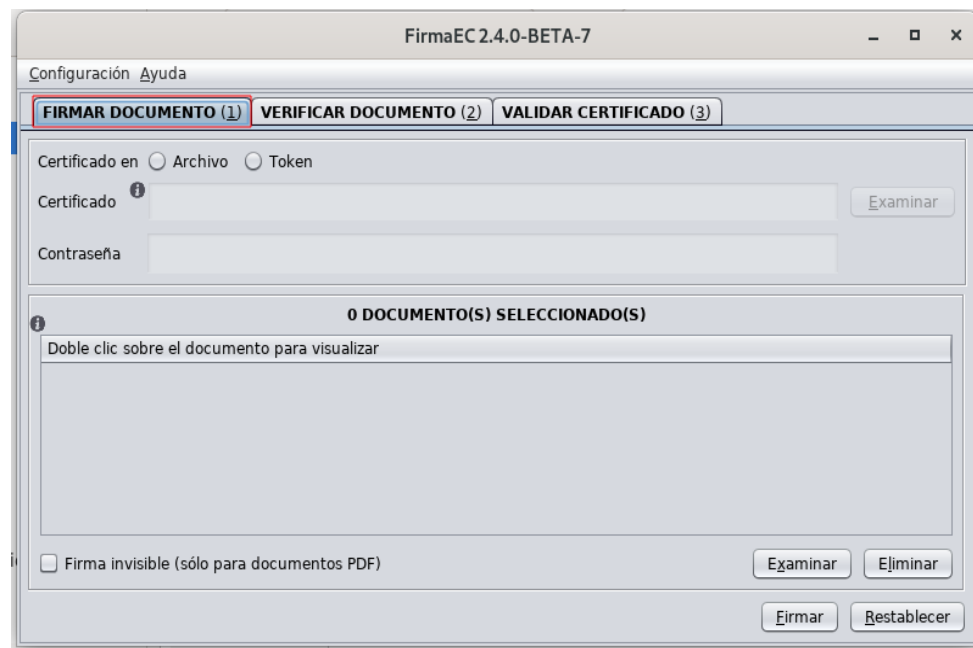 FirmaEC 2.4.0-BETA-7
Configuración Ayuda
FIRMAR DOCUMENTO (1) VERIFICAR DOCUMENTO (2) VALIDAR CERTIFICADO (3)
Certificado en Archivo Token
Certificado Examinar
Contraseña
0 DOCUMENTO(S) SELECCIONADO(S)
Doble clic sobre el documento para visualizar
Firma invisible (sólo para documentos PDF) Examinar Eliminar
Firmar Restablecer